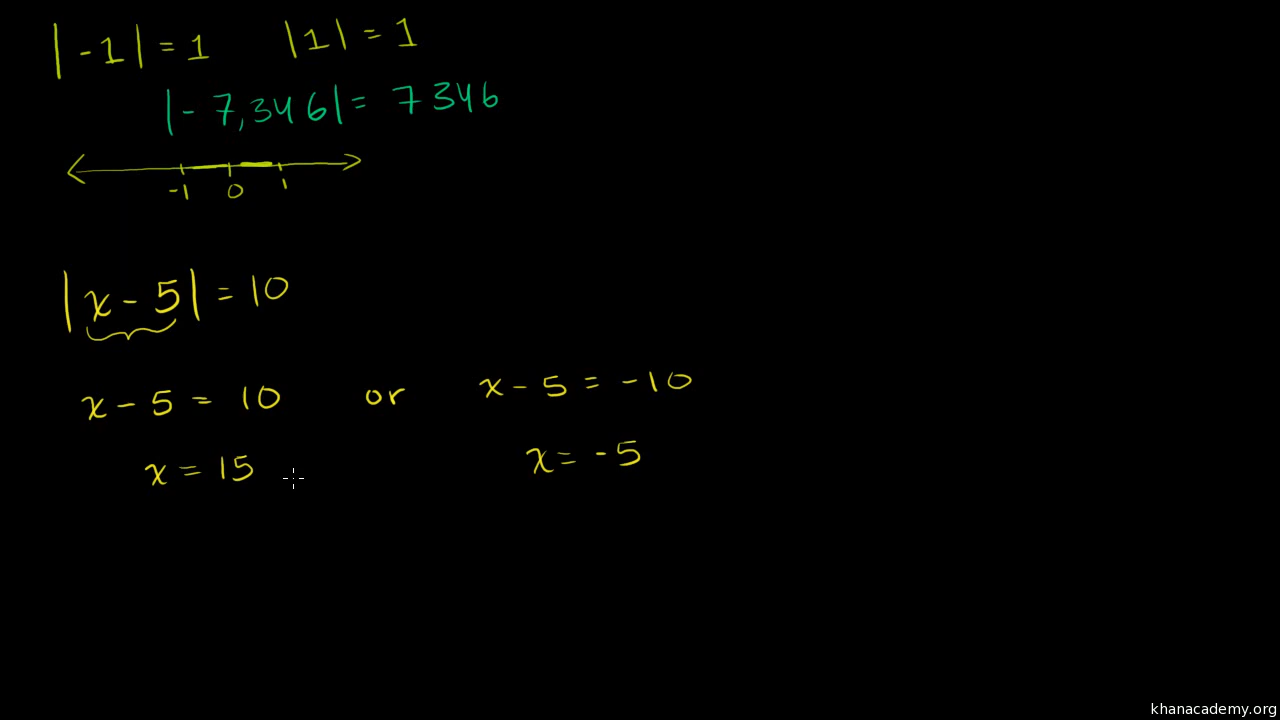 |-1| = 1 |1| = 1
|-7,346| = 7346
-1 0 1
|x - 5| = 10
x - 5 = 10 or x - 5 = -10
x = 15 x = -5
khanacademy.org